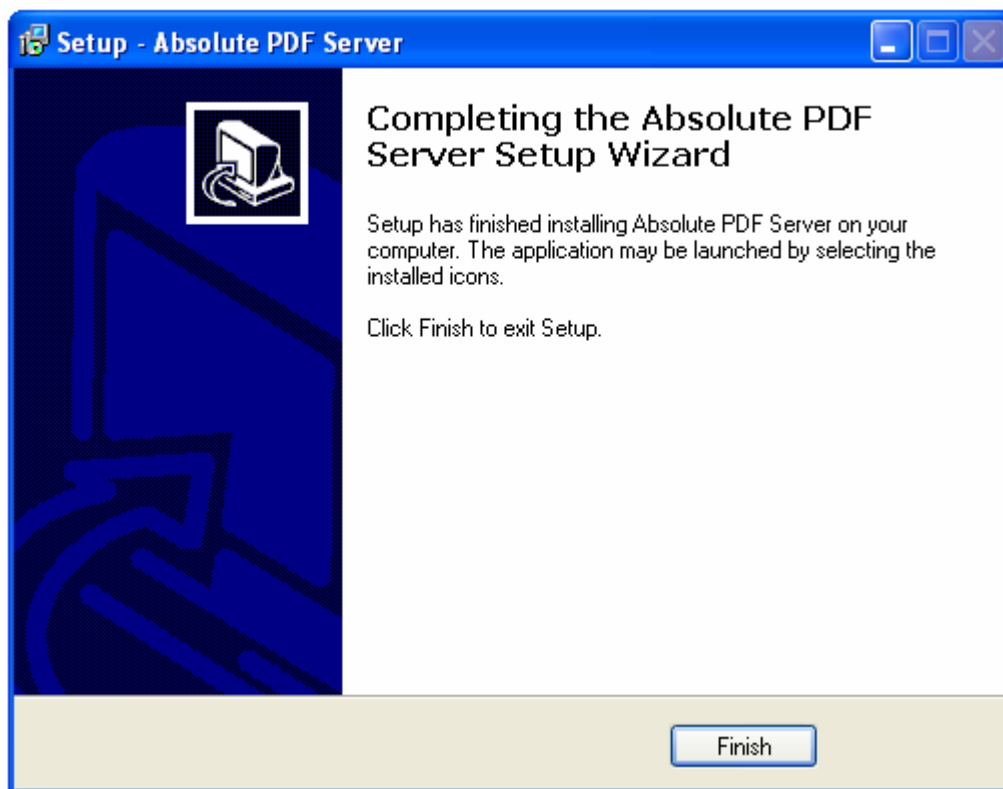 Setup - Absolute PDF Server
Completing the Absolute PDF
Server Setup Wizard
Setup has finished installing Absolute PDF Server on your
computer. The application may be launched by selecting the
installed icons.
Click Finish to exit Setup.
Finish